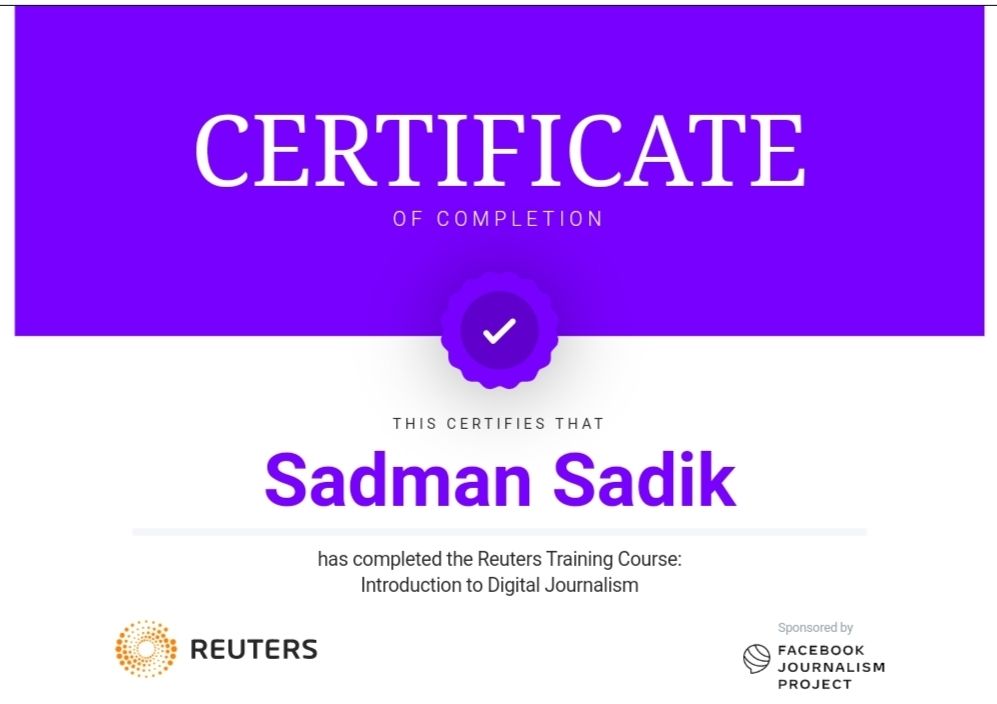 CERTIFICATE
OF COMPLETION
THIS CERTIFIES THAT
Sadman Sadik
has completed the Reuters Training Course:
Introduction to Digital Journalism
REUTERS
Sponsored by
FACEBOOK
JOURNALISM
PROJECT